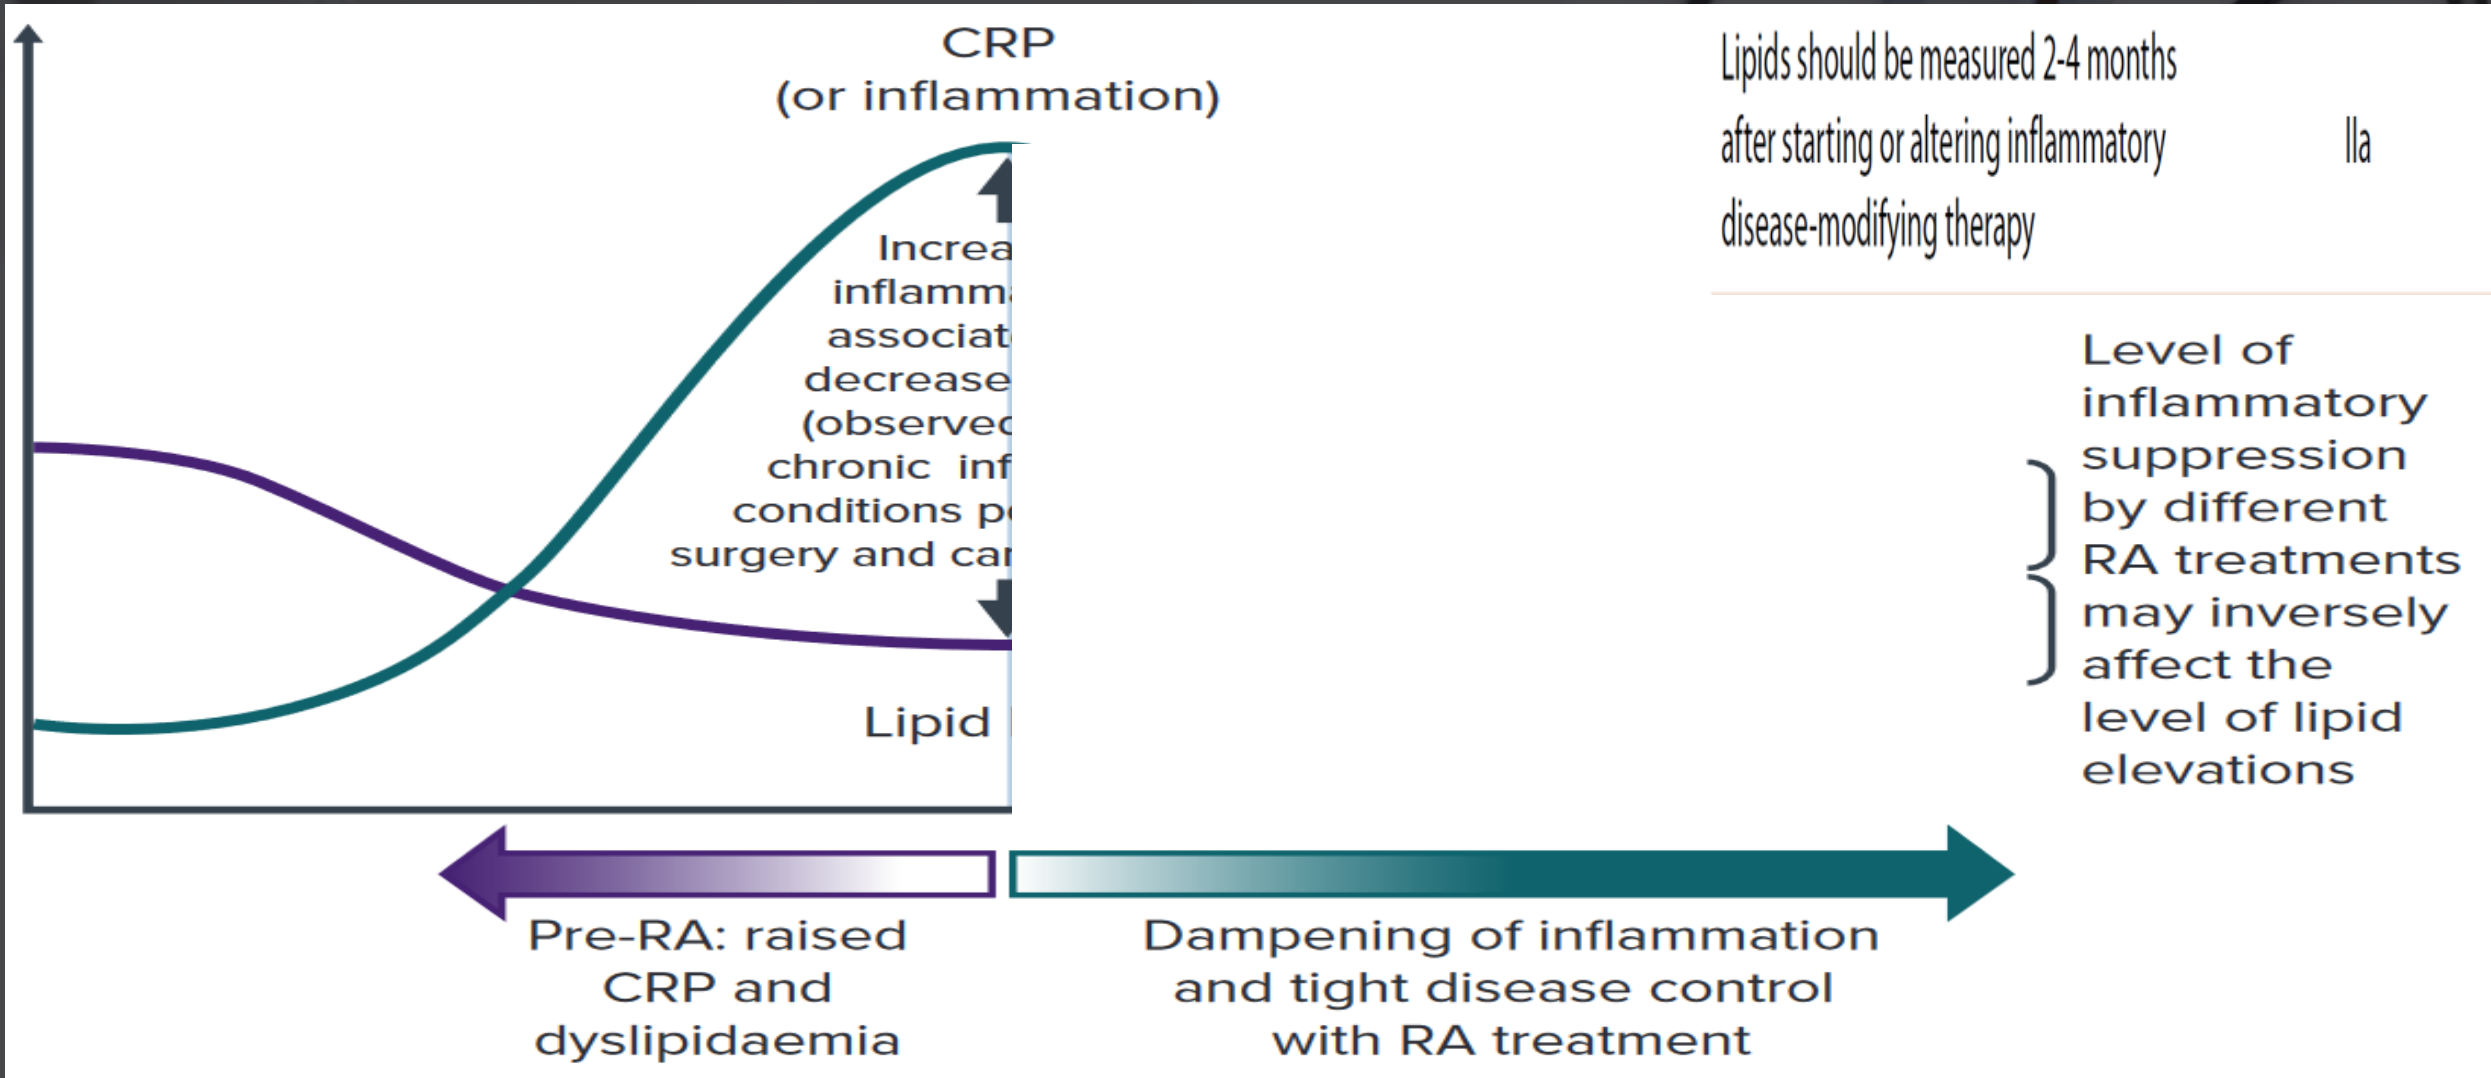 CRP
(or inflammation)
Increa
inflamm
associat
decrease
(observed
chronic inf
conditions p
surgery and car
Lipid
Lipids should be measured 2-4 months
after starting or altering inflammatory
disease-modifying therapy
IIa
Level of
inflammatory
suppression
by different
RA treatments
may inversely
affect the
level of lipid
elevations
Pre-RA: raised
CRP and
dyslipidaemia
Dampening of inflammation
and tight disease control
with RA treatment